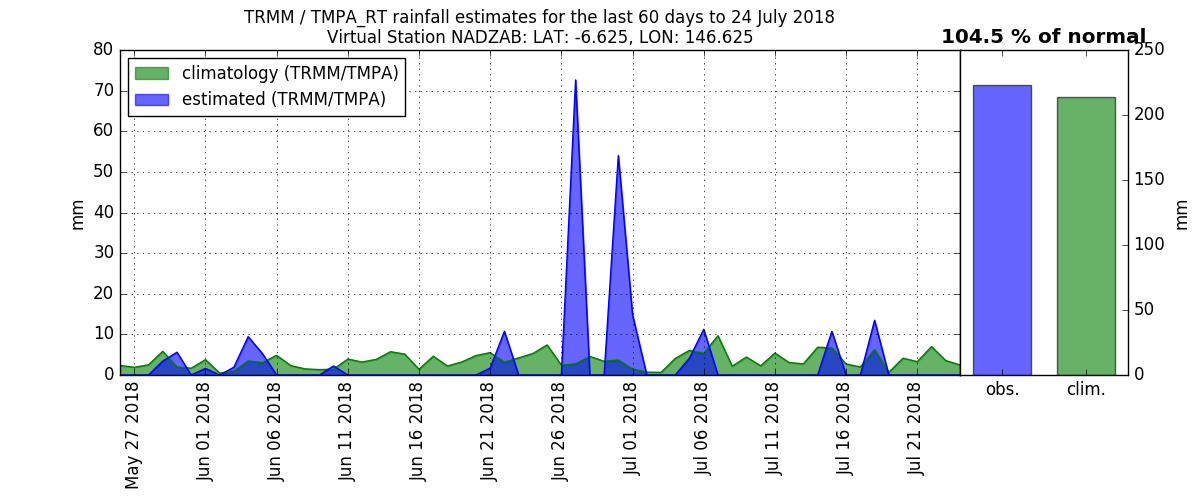 TRMM / TMPA_RT rainfall estimates for the last 60 days to 24 July 2018
Virtual Station NADZAB: LAT: -6.625, LON: 146.625
104.5 % of normal
climatology (TRMM/TMPA)
estimated (TRMM/TMPA)
80
70
60
50
40
30
20
10
0
mm
250
200
150
100
50
0
mm
May 27 2018
Jun 01 2018
Jun 06 2018
Jun 11 2018
Jun 16 2018
Jun 21 2018
Jun 26 2018
Jul 01 2018
Jul 06 2018
Jul 11 2018
Jul 16 2018
Jul 21 2018
obs.
clim.